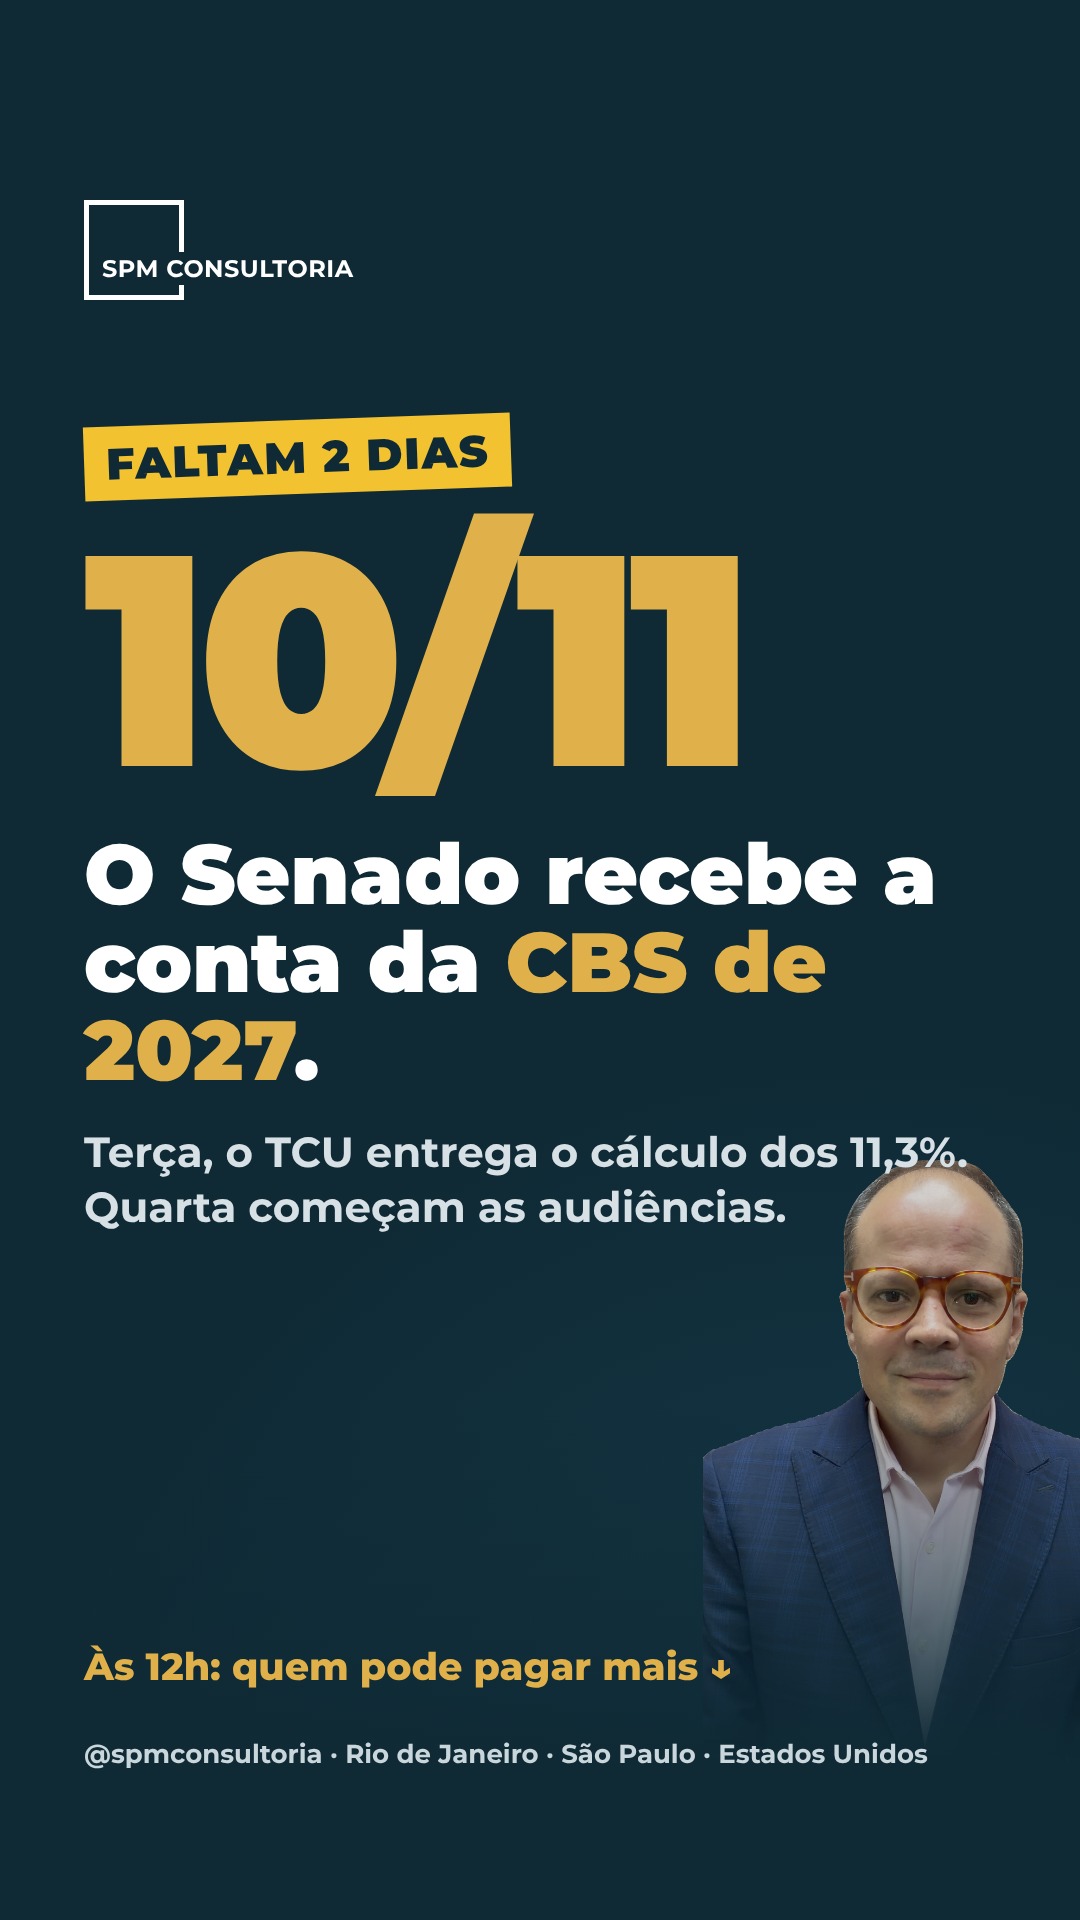 SPM CONSULTORIA
FALTAM 2 DIAS
10/11
O Senado recebe a
conta da CBS de
2027.
Terça, o TCU entrega o cálculo dos 11,3%.
Quarta começam as audiências.
Às 12h: quem pode pagar mais ↓
@spmconsultoria · Rio de Janeiro · São Paulo · Estados Unidos